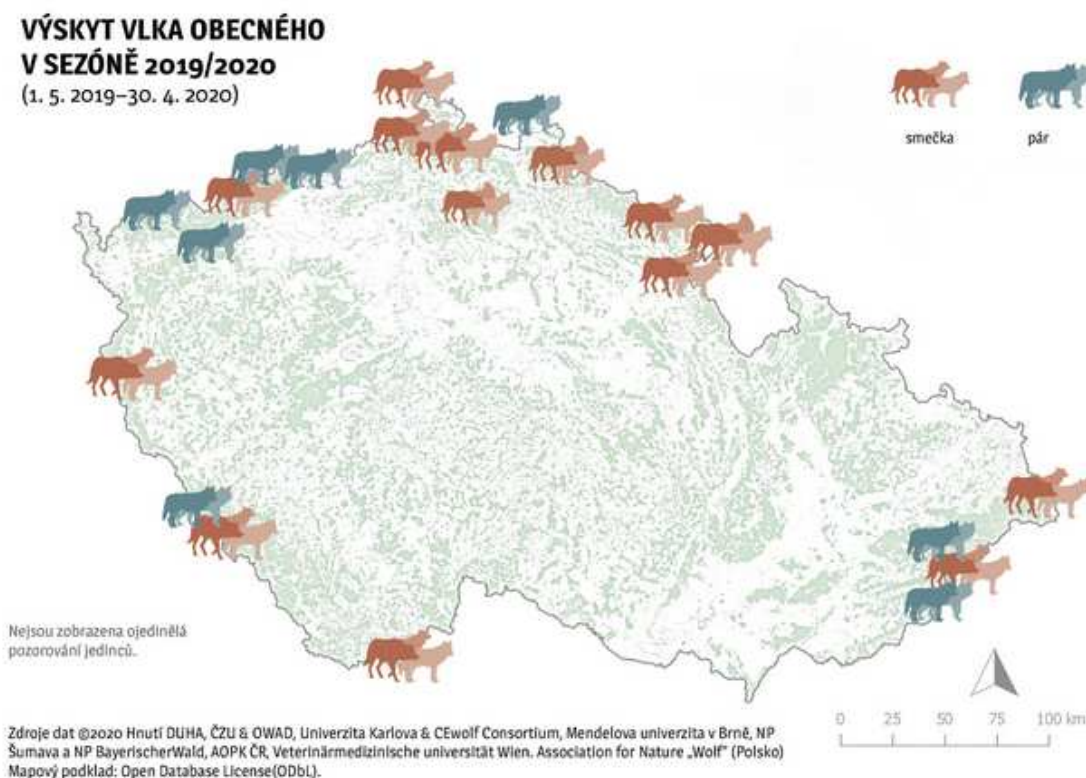 VÝSKYT VLKA OBECNÉHO
V SEZÓNĚ 2019/2020
(1. 5. 2019–30. 4. 2020)
smečka
pár
Nejsou zobrazena ojedinělá
pozorování jedinců.
0 25 50 75 100 km
Zdroje dat @2020 Hnutí DUHA, ČZU & OWAD, Univerzita Karlova & CEwolf Consortium, Mendelova univerzita v Brně, NP
Šumava a NP BayerischerWald, AOPK ČR, Veterinärmedizinische universität Wien. Association for Nature „Wolf" (Polsko)
Mapový podklad: Open Database License(ODbL).